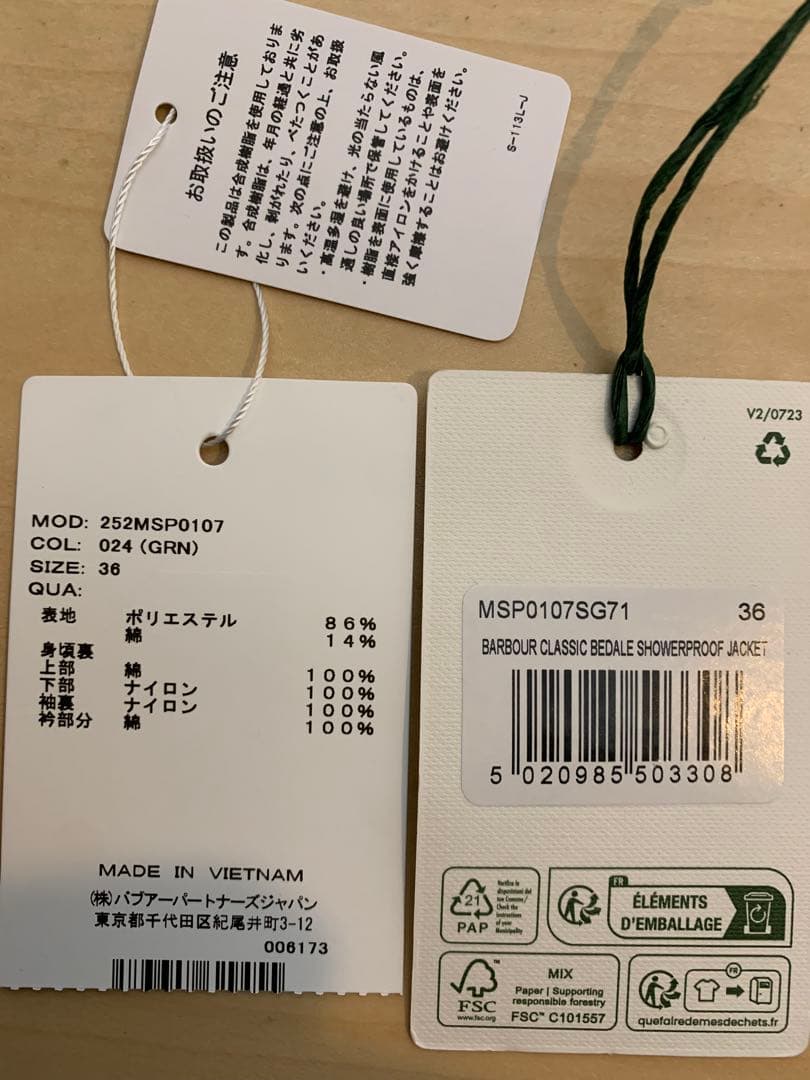 お取扱いのご注意
この製品は合成樹脂を使用しておりま
す。合成樹脂は、年月の経過と共に劣
化し、剥がれたり、べたつくことがあ
ります。次の点にご注意の上、お取扱
いください。
・高温多湿を避け、光の当たらない風
通しの良い場所で保管してください。
・樹脂を表面に使用しているものは、
直接アイロンをかけることや表面を
強く摩擦することはお避けください。
S-113L-J
MOD: 252MSP0107
COL: 024 (GRN)
SIZE: 36
QUA:
表地 ポリエステル 86%
綿 14%
身頃裏
上部 綿 100%
下部 ナイロン 100%
袖裏 ナイロン 100%
衿部分 綿 100%
MADE IN VIETNAM
(株)バブアーパートナーズジャパン
東京都千代田区紀尾井町3-12
006173
V2/0723
MSP0107SG71 36
BARBOUR CLASSIC BEDALE SHOWERPROOF JACKET
5 020985 503308
21
PAP
Verifica le
disposizioni del
tuo Comune /
Check the
instructions
of your
Municipality
FR
ÉLÉMENTS
D'EMBALLAGE
FSC
www.fsc.org
MIX
Paper | Supporting
responsible forestry
FSC™ C101557
FR
quefairedemesdechets.fr